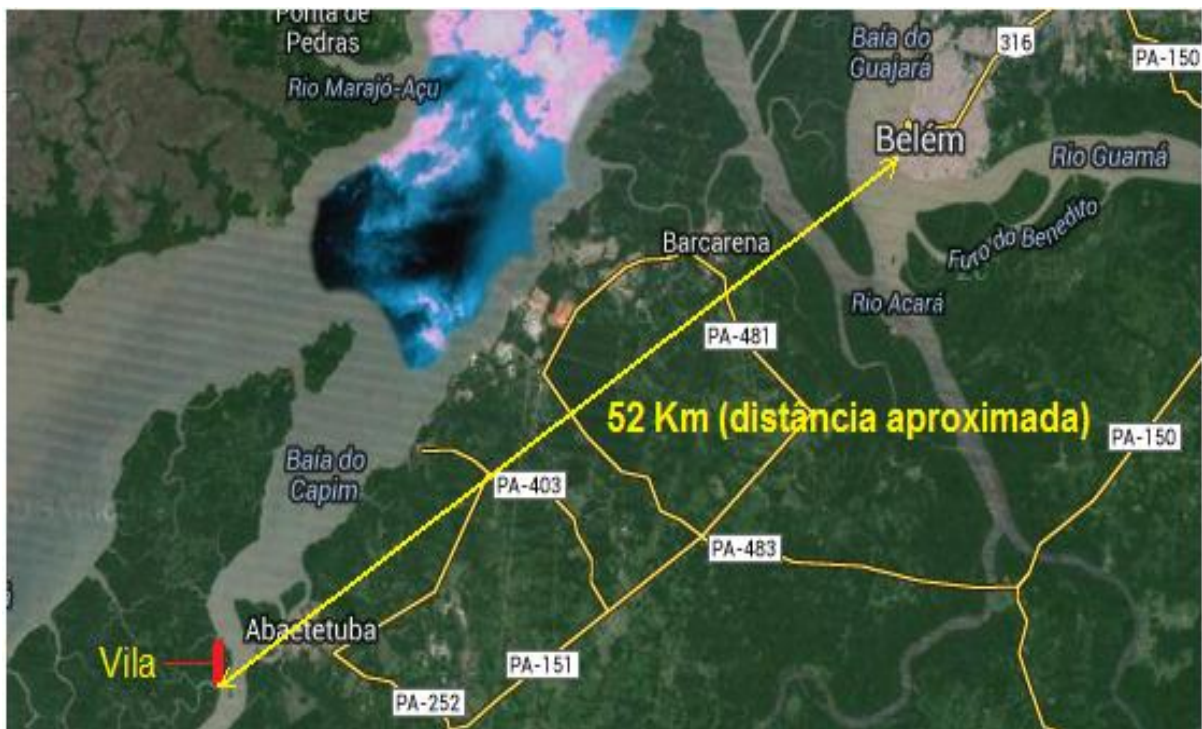 Ponta de
Pedras
Rio Marajó-Açu
Baía do
Guajará
316
PA-150
Belém
Rio Guamá
Furo do Benedito
Barcarena
Rio Acará
PA-481
52 Km (distância aproximada)
PA-150
Baía do
Capim
PA-403
PA-483
Abaetetuba
Vila
PA-151
PA-252